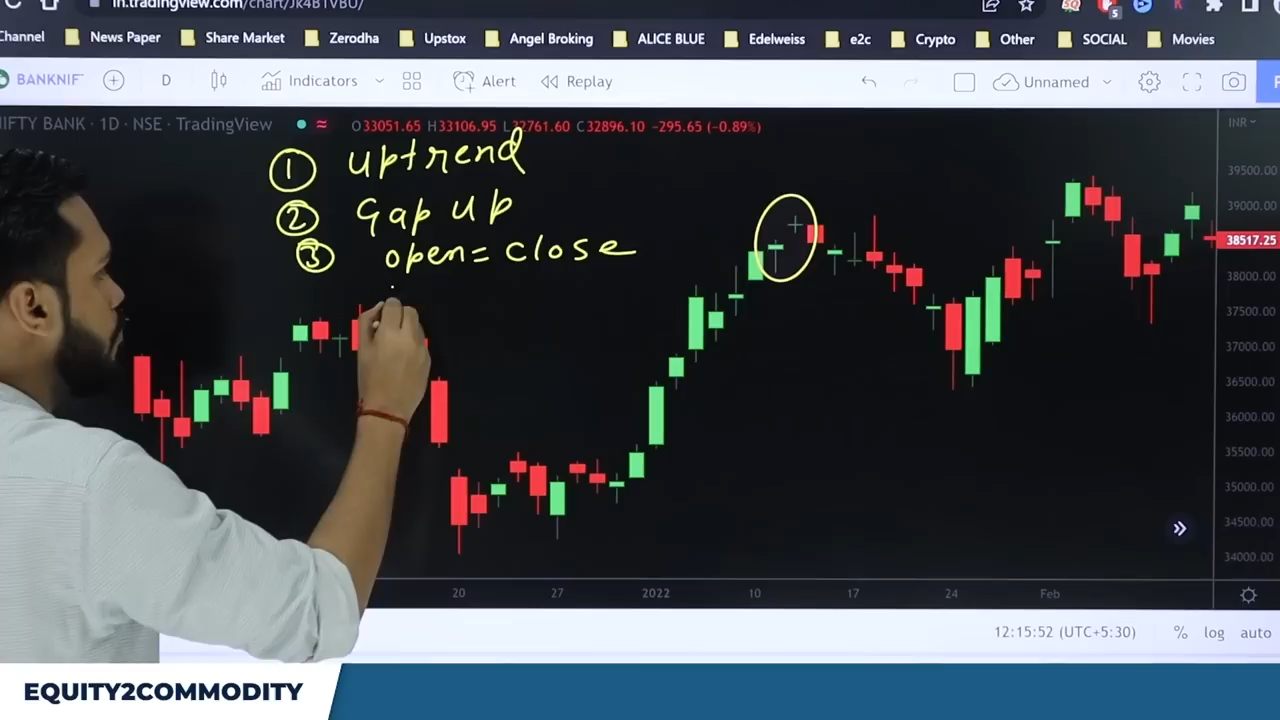 in.tradingview.com/chart/Jk4B1VBU/
Channel News Paper Share Market Zerodha Upstox Angel Broking ALICE BLUE Edelweiss e2c Crypto Other SOCIAL Movies
BANKNIF D Indicators Alert Replay Unnamed
NIFTY BANK · 1D · NSE · TradingView O33051.65 H33106.95 L32761.60 C32896.10 -295.65 (-0.89%) INR
1 uptrend
2 Gap up
3 open = close
39500.00
39000.00
38517.25
38000.00
37500.00
37000.00
36500.00
36000.00
35500.00
35000.00
34500.00
34000.00
20 27 2022 10 17 24 Feb
12:15:52 (UTC+5:30) % log auto
EQUITY2COMMODITY